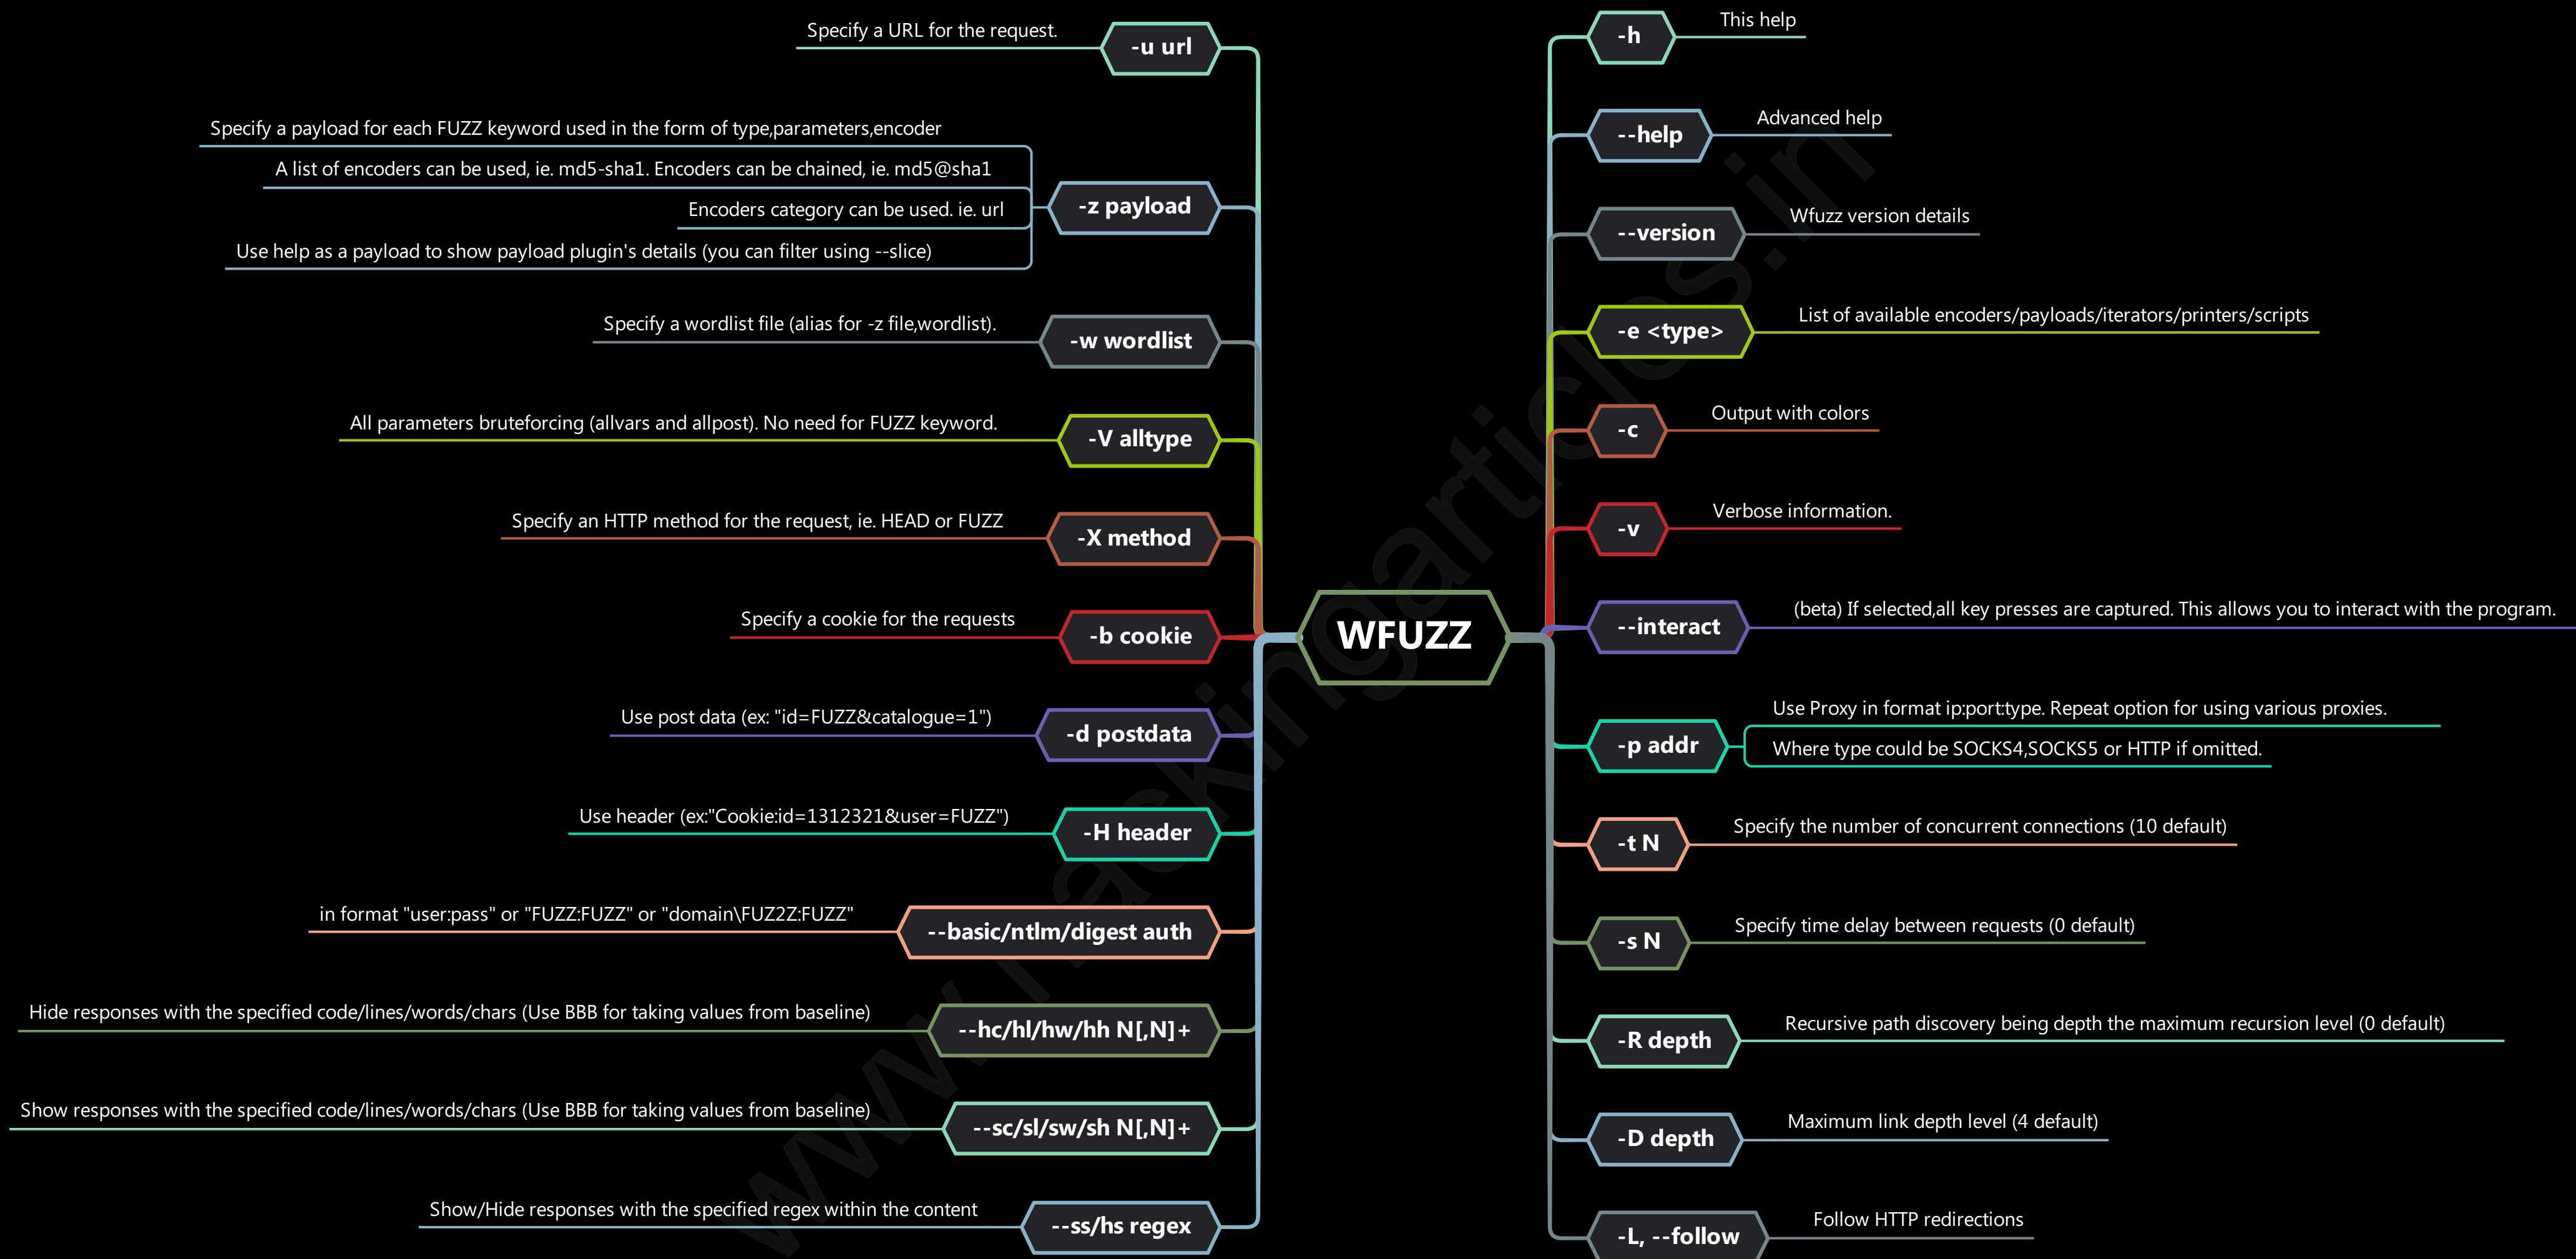 WFUZZ
-u url
Specify a URL for the request.
-z payload
Specify a payload for each FUZZ keyword used in the form of type,parameters,encoder
A list of encoders can be used, ie. md5-sha1. Encoders can be chained, ie. md5@sha1
Encoders category can be used. ie. url
Use help as a payload to show payload plugin's details (you can filter using --slice)
-w wordlist
Specify a wordlist file (alias for -z file,wordlist).
-V alltype
All parameters bruteforcing (allvars and allpost). No need for FUZZ keyword.
-X method
Specify an HTTP method for the request, ie. HEAD or FUZZ
-b cookie
Specify a cookie for the requests
-d postdata
Use post data (ex: "id=FUZZ&catalogue=1")
-H header
Use header (ex:"Cookie:id=1312321&user=FUZZ")
--basic/ntlm/digest auth
in format "user:pass" or "FUZZ:FUZZ" or "domain\FUZ2Z:FUZZ"
--hc/hl/hw/hh N[,N]+
Hide responses with the specified code/lines/words/chars (Use BBB for taking values from baseline)
--sc/sl/sw/sh N[,N]+
Show responses with the specified code/lines/words/chars (Use BBB for taking values from baseline)
--ss/hs regex
Show/Hide responses with the specified regex within the content
-h
This help
--help
Advanced help
--version
Wfuzz version details
-e <type>
List of available encoders/payloads/iterators/printers/scripts
-c
Output with colors
-v
Verbose information.
--interact
(beta) If selected,all key presses are captured. This allows you to interact with the program.
-p addr
Use Proxy in format ip:port:type. Repeat option for using various proxies.
Where type could be SOCKS4,SOCKS5 or HTTP if omitted.
-t N
Specify the number of concurrent connections (10 default)
-s N
Specify time delay between requests (0 default)
-R depth
Recursive path discovery being depth the maximum recursion level (0 default)
-D depth
Maximum link depth level (4 default)
-L, --follow
Follow HTTP redirections
www.hackingarticles.in